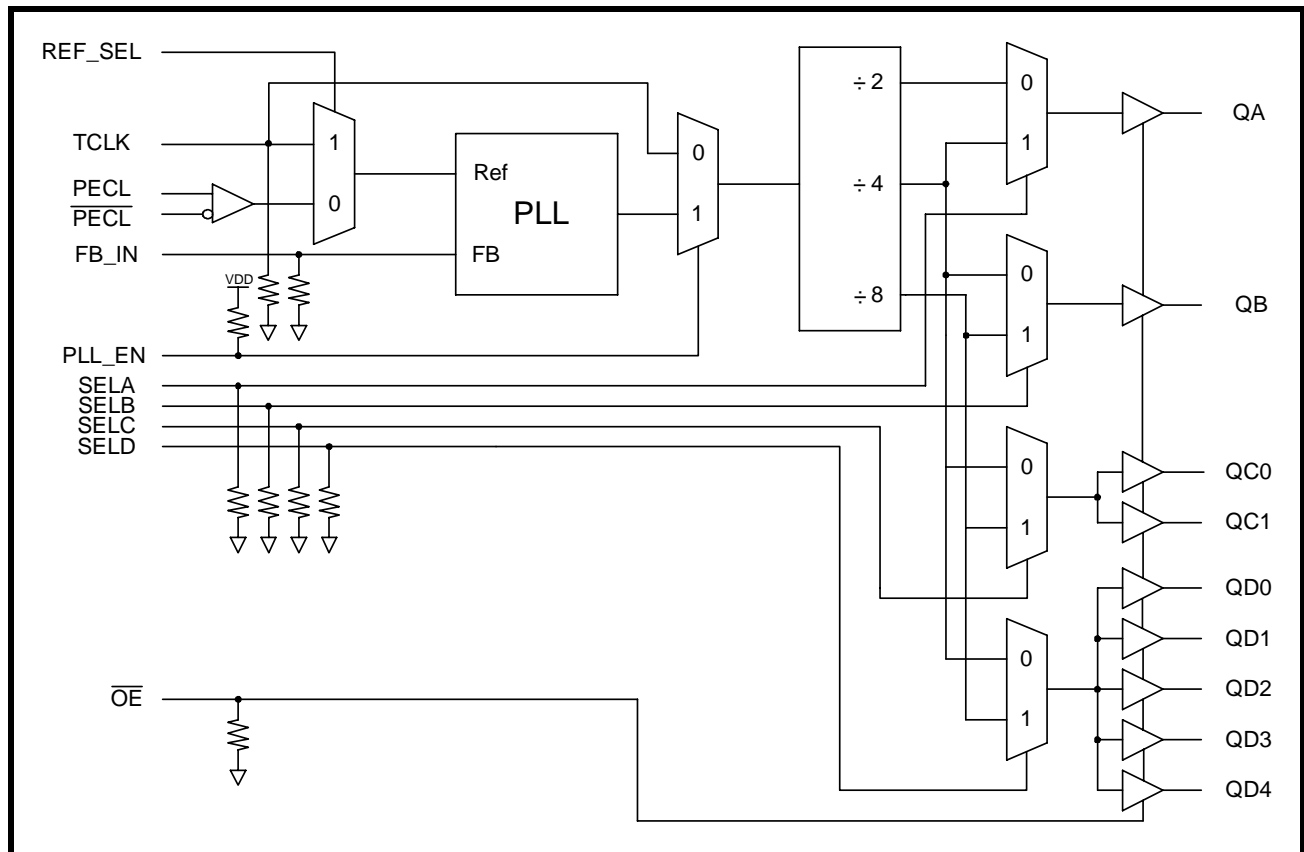 REF_SEL
TCLK
PECL
PECL
FB_IN
VDD
PLL_EN
SELA
SELB
SELC
SELD
OE
1
0
Ref
PLL
FB
0
1
÷ 2
÷ 4
÷ 8
0
1
0
1
0
1
0
1
QA
QB
QC0
QC1
QD0
QD1
QD2
QD3
QD4